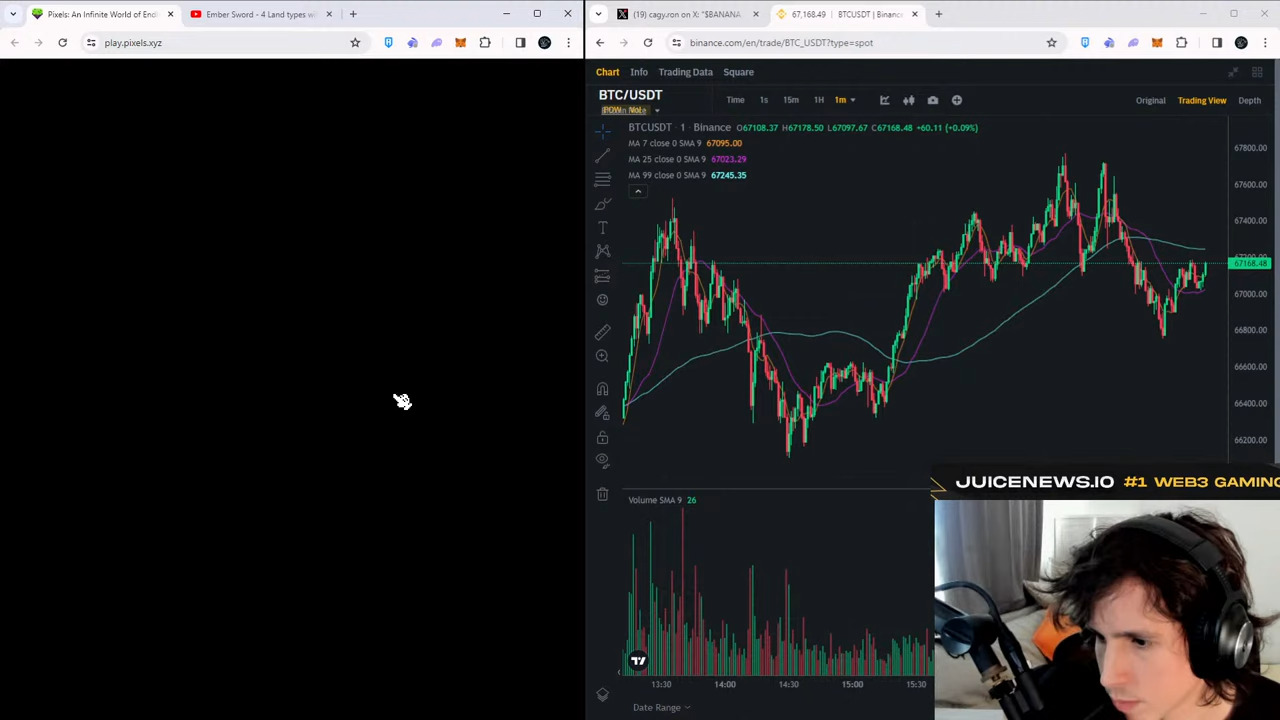 Pixels: An Infinite World of Endl
Ember Sword - 4 Land types w
play.pixels.xyz
(19) cagy.ron on X: "$BANANA
67,168.49 | BTCUSDT | Binanc
binance.com/en/trade/BTC_USDT?type=spot
Chart Info Trading Data Square
BTC/USDT
Time 1s 15m 1H 1m
Original Trading View Depth
BTCUSDT · 1 · Binance O67108.37 H67178.50 L67097.67 C67168.48 +60.11 (+0.09%)
MA 7 close 0 SMA 9 67095.00
MA 25 close 0 SMA 9 67023.29
MA 99 close 0 SMA 9 67245.35
67800.00
67600.00
67400.00
67168.48
67000.00
66800.00
66600.00
66400.00
66200.00
JUICENEWS.IO #1 WEB3 GAMING
Volume SMA 9 26
13:30 14:00 14:30 15:00 15:30
Date Range